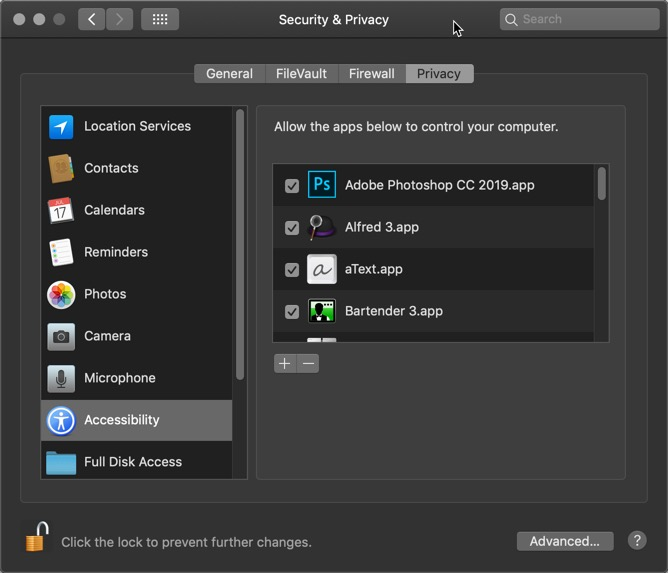 Security & Privacy
Search
General
FileVault
Firewall
Privacy
Location Services
Contacts
JUL
17
Calendars
Reminders
Photos
Camera
Microphone
Accessibility
Full Disk Access
Allow the apps below to control your computer.
Ps
Adobe Photoshop CC 2019.app
Alfred 3.app
a
aText.app
Bartender 3.app
Click the lock to prevent further changes.
Advanced...
?